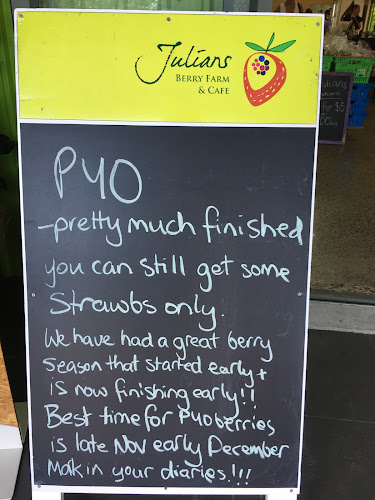 Julians
BERRY FARM
& CAFE
PYO
-pretty much finished
you can still get some
Strawbs only.
We have had a great berry
season that started early +
is now finishing early!!
Best time for PYO berries
is late Nov early December
Mark in your diaries!!!